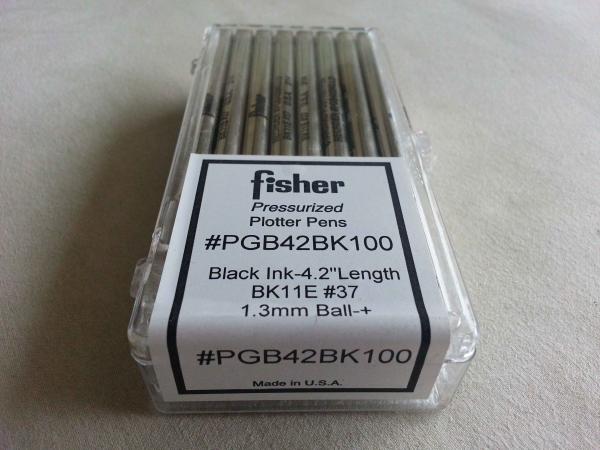 fisher
Pressurized
Plotter Pens
#PGB42BK100
Black Ink-4.2"Length
BK11E #37
1.3mm Ball-+
#PGB42BK100
Made in U.S.A.